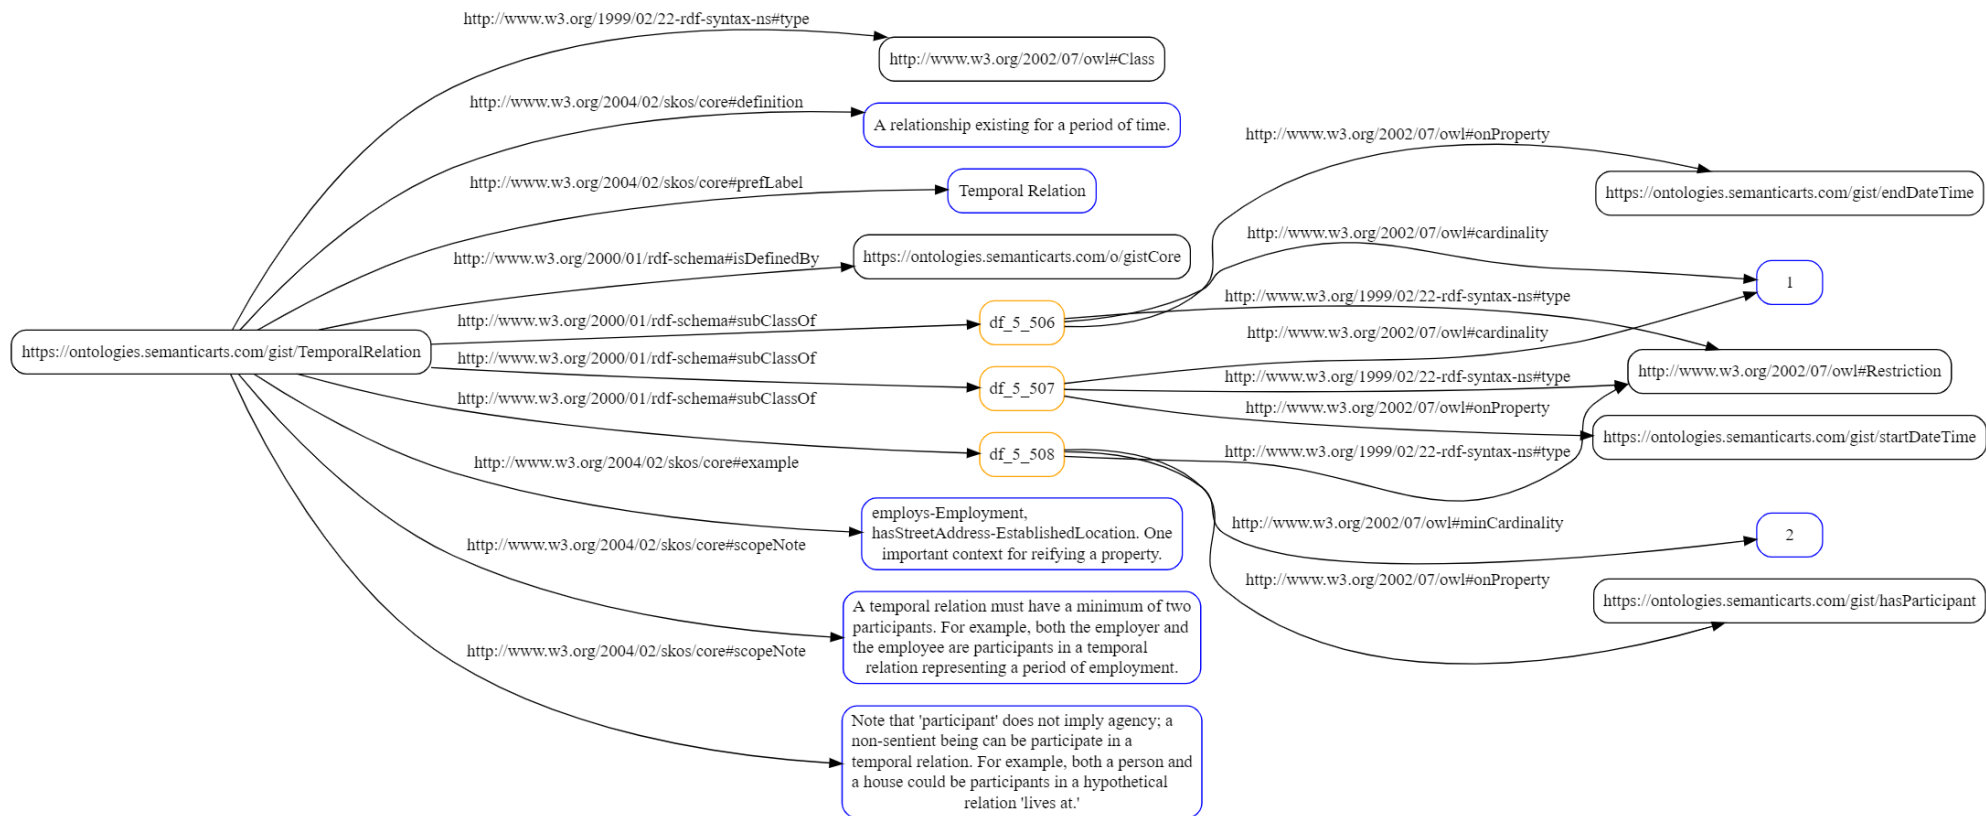 http://www.w3.org/1999/02/22-rdf-syntax-ns#type
http://www.w3.org/2002/07/owl#Class
http://www.w3.org/2004/02/skos/core#definition
A relationship existing for a period of time.
http://www.w3.org/2002/07/owl#onProperty
http://www.w3.org/2004/02/skos/core#prefLabel
Temporal Relation
https://ontologies.semanticarts.com/gist/endDateTime
http://www.w3.org/2002/07/owl#cardinality
http://www.w3.org/2000/01/rdf-schema#isDefinedBy
https://ontologies.semanticarts.com/o/gistCore
1
http://www.w3.org/1999/02/22-rdf-syntax-ns#type
http://www.w3.org/2000/01/rdf-schema#subClassOf
df_5_506
http://www.w3.org/2002/07/owl#cardinality
https://ontologies.semanticarts.com/gist/TemporalRelation
http://www.w3.org/2000/01/rdf-schema#subClassOf
http://www.w3.org/2002/07/owl#Restriction
http://www.w3.org/1999/02/22-rdf-syntax-ns#type
df_5_507
http://www.w3.org/2000/01/rdf-schema#subClassOf
http://www.w3.org/2002/07/owl#onProperty
https://ontologies.semanticarts.com/gist/startDateTime
http://www.w3.org/1999/02/22-rdf-syntax-ns#type
df_5_508
http://www.w3.org/2004/02/skos/core#example
employs-Employment,
hasStreetAddress-EstablishedLocation. One
important context for reifying a property.
http://www.w3.org/2002/07/owl#minCardinality
2
http://www.w3.org/2004/02/skos/core#scopeNote
http://www.w3.org/2002/07/owl#onProperty
https://ontologies.semanticarts.com/gist/hasParticipant
A temporal relation must have a minimum of two
participants. For example, both the employer and
the employee are participants in a temporal
relation representing a period of employment.
http://www.w3.org/2004/02/skos/core#scopeNote
Note that 'participant' does not imply agency; a
non-sentient being can be participate in a
temporal relation. For example, both a person and
a house could be participants in a hypothetical
relation 'lives at.'